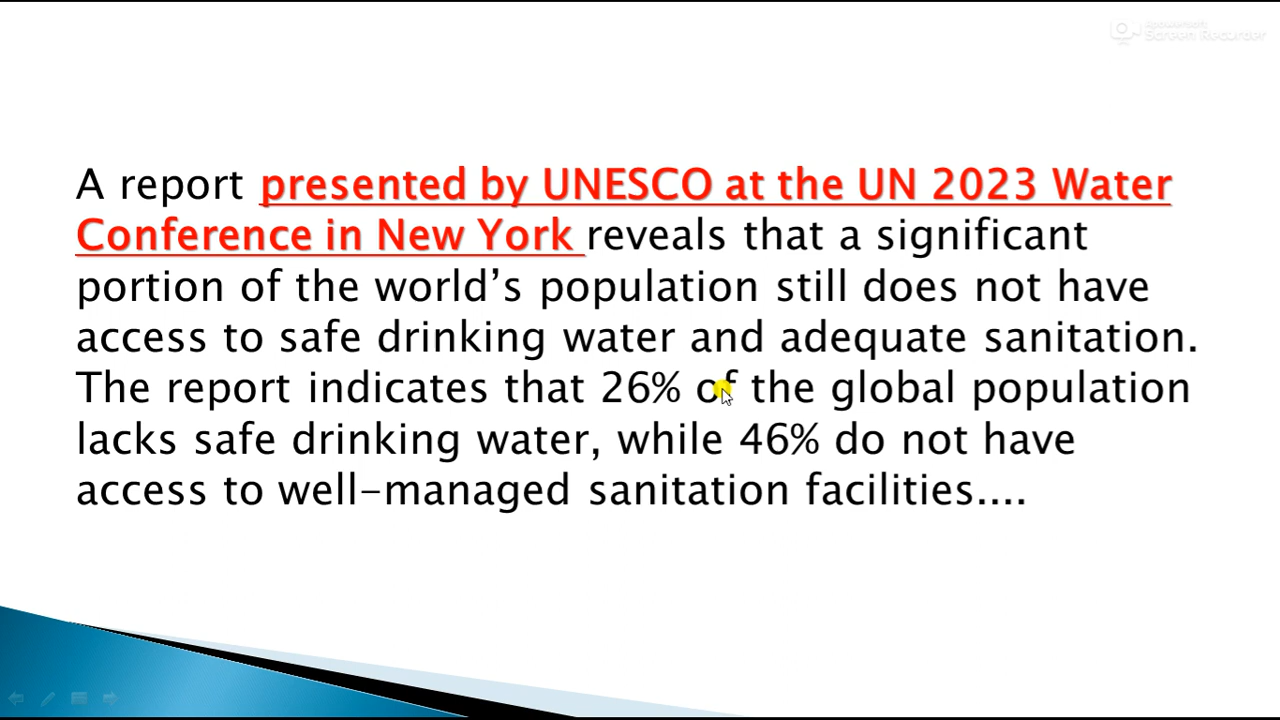 Apowersoft
Screen Recorder
A report presented by UNESCO at the UN 2023 Water
Conference in New York reveals that a significant
portion of the world’s population still does not have
access to safe drinking water and adequate sanitation.
The report indicates that 26% of the global population
lacks safe drinking water, while 46% do not have
access to well-managed sanitation facilities....